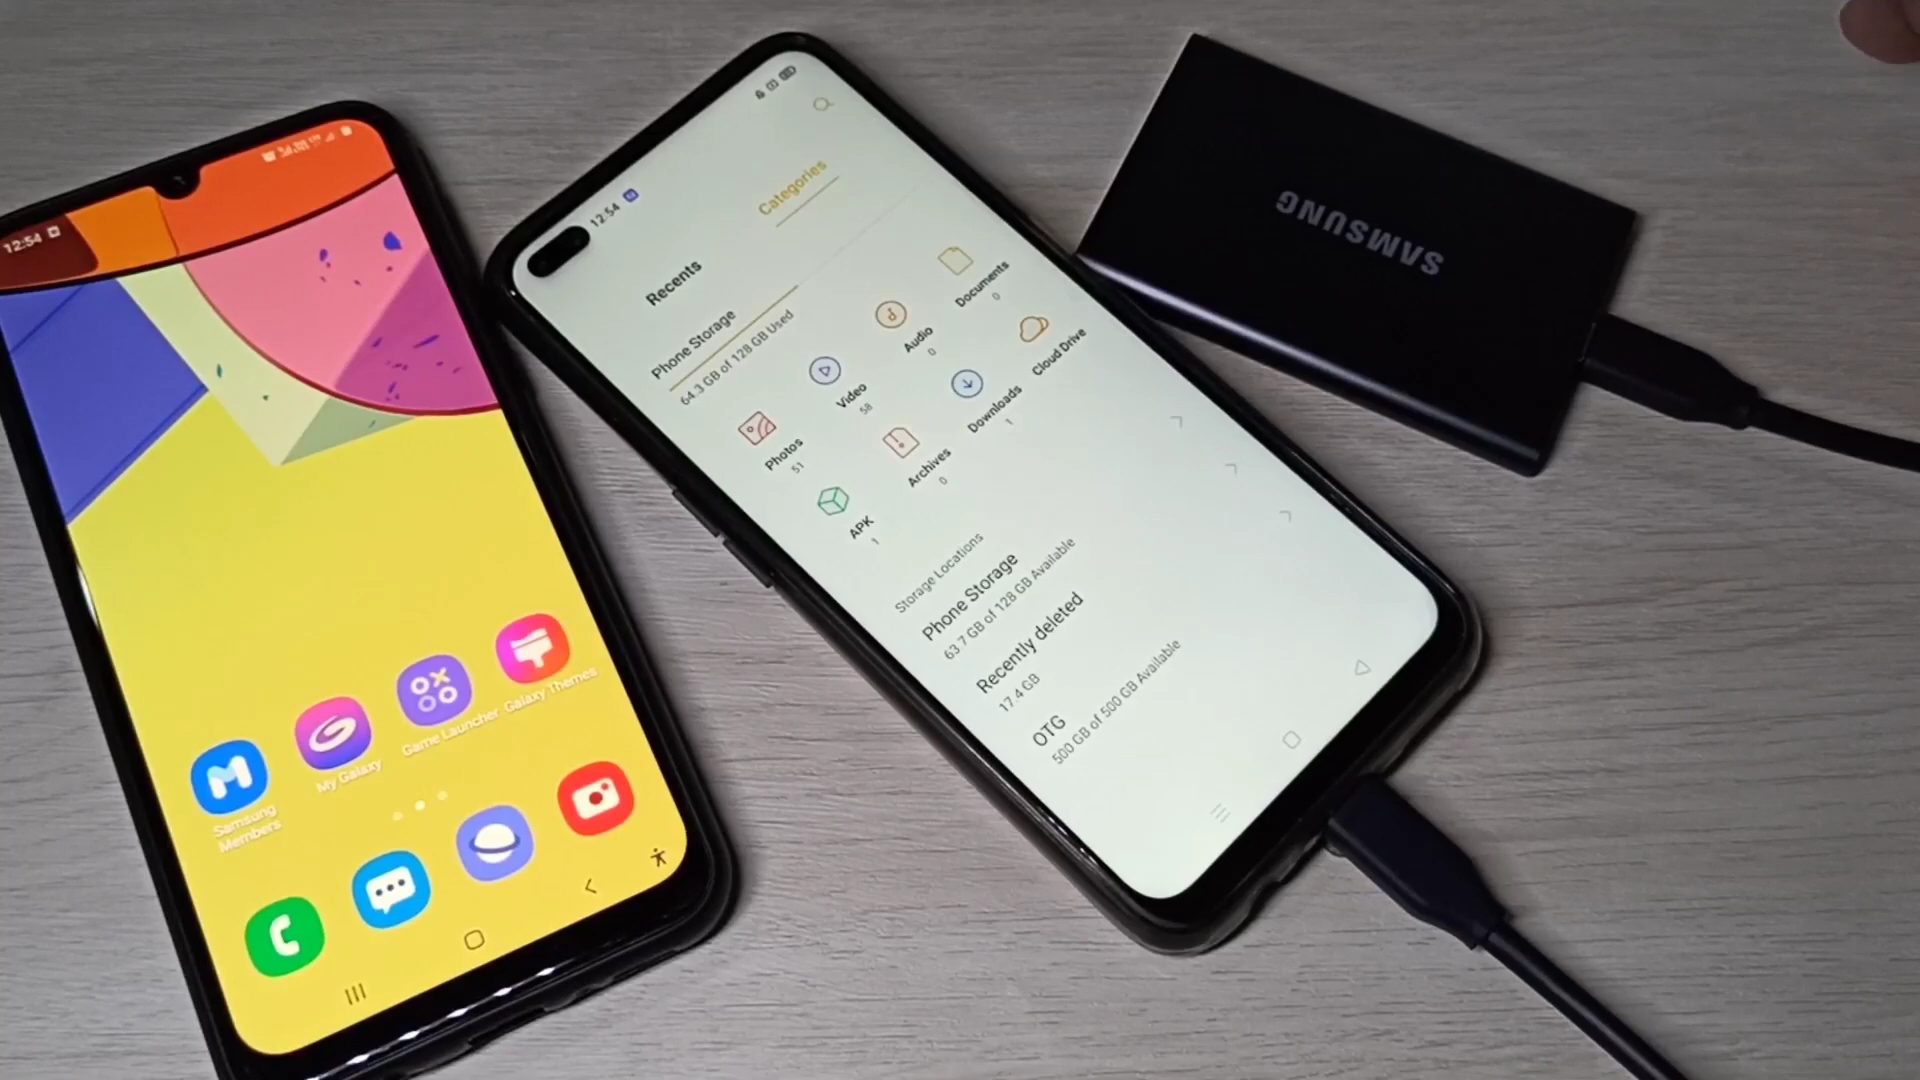 12:54
Samsung
Members
My Galaxy
Game Launcher
Galaxy Themes
12:54
Recents
Categories
Phone Storage
64.3 GB of 128 GB Used
Photos
51
Video
58
Audio
0
Documents
0
APK
1
Archives
0
Downloads
1
Cloud Drive
Storage Locations
Phone Storage
63.7 GB of 128 GB Available
Recently deleted
17.4 GB
OTG
500 GB of 500 GB Available
SAMSUNG